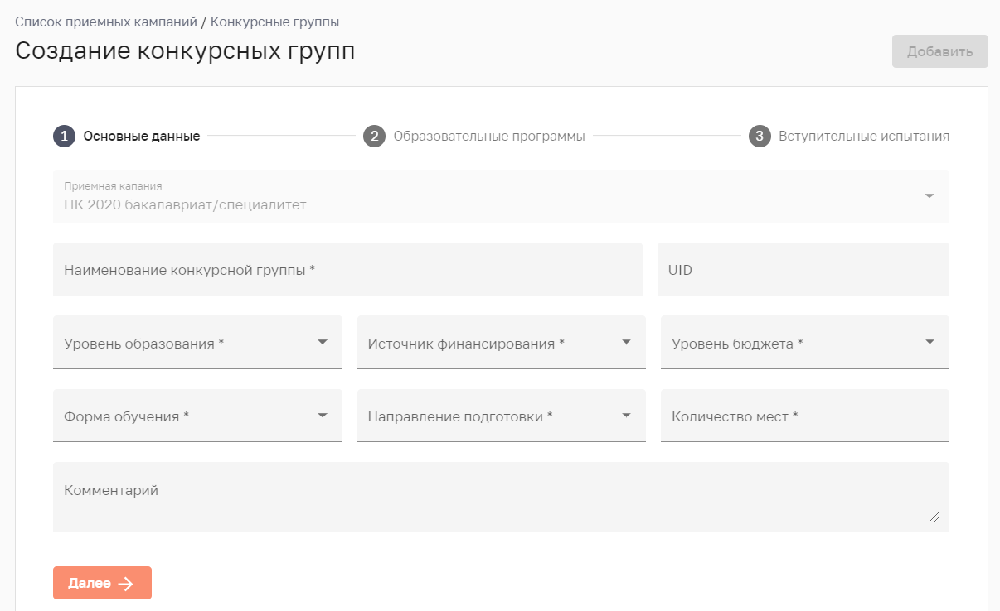 Список приемных кампаний / Конкурсные группы
Создание конкурсных групп
Добавить
1 Основные данные 2 Образовательные программы 3 Вступительные испытания
Приемная капания
ПК 2020 бакалавриат/специалитет
Наименование конкурсной группы * UID
Уровень образования * Источник финансирования * Уровень бюджета *
Форма обучения * Направление подготовки * Количество мест *
Комментарий
Далее →